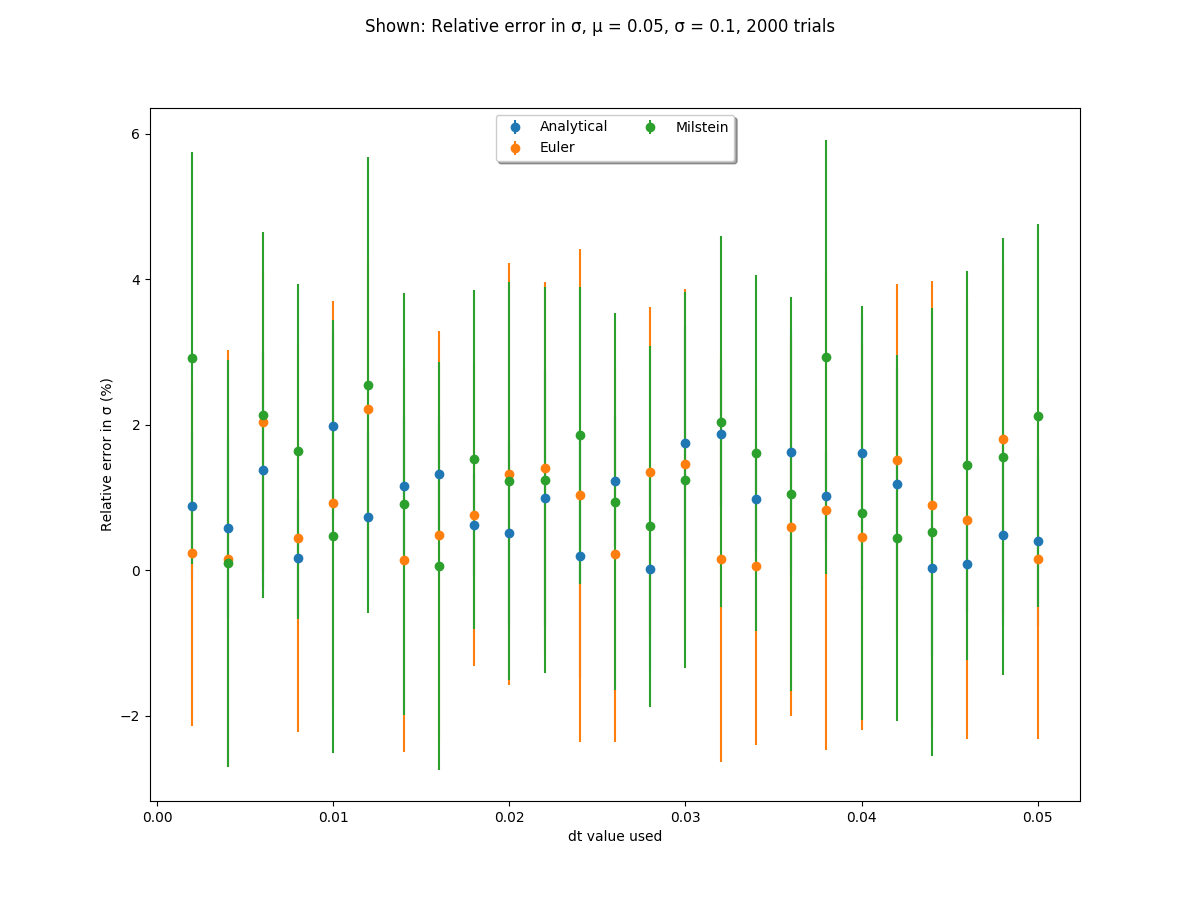 Shown: Relative error in σ, μ = 0.05, σ = 0.1, 2000 trials
Analytical
Euler
Milstein
Relative error in σ (%)
6
4
2
0
−2
0.00
0.01
0.02
0.03
0.04
0.05
dt value used